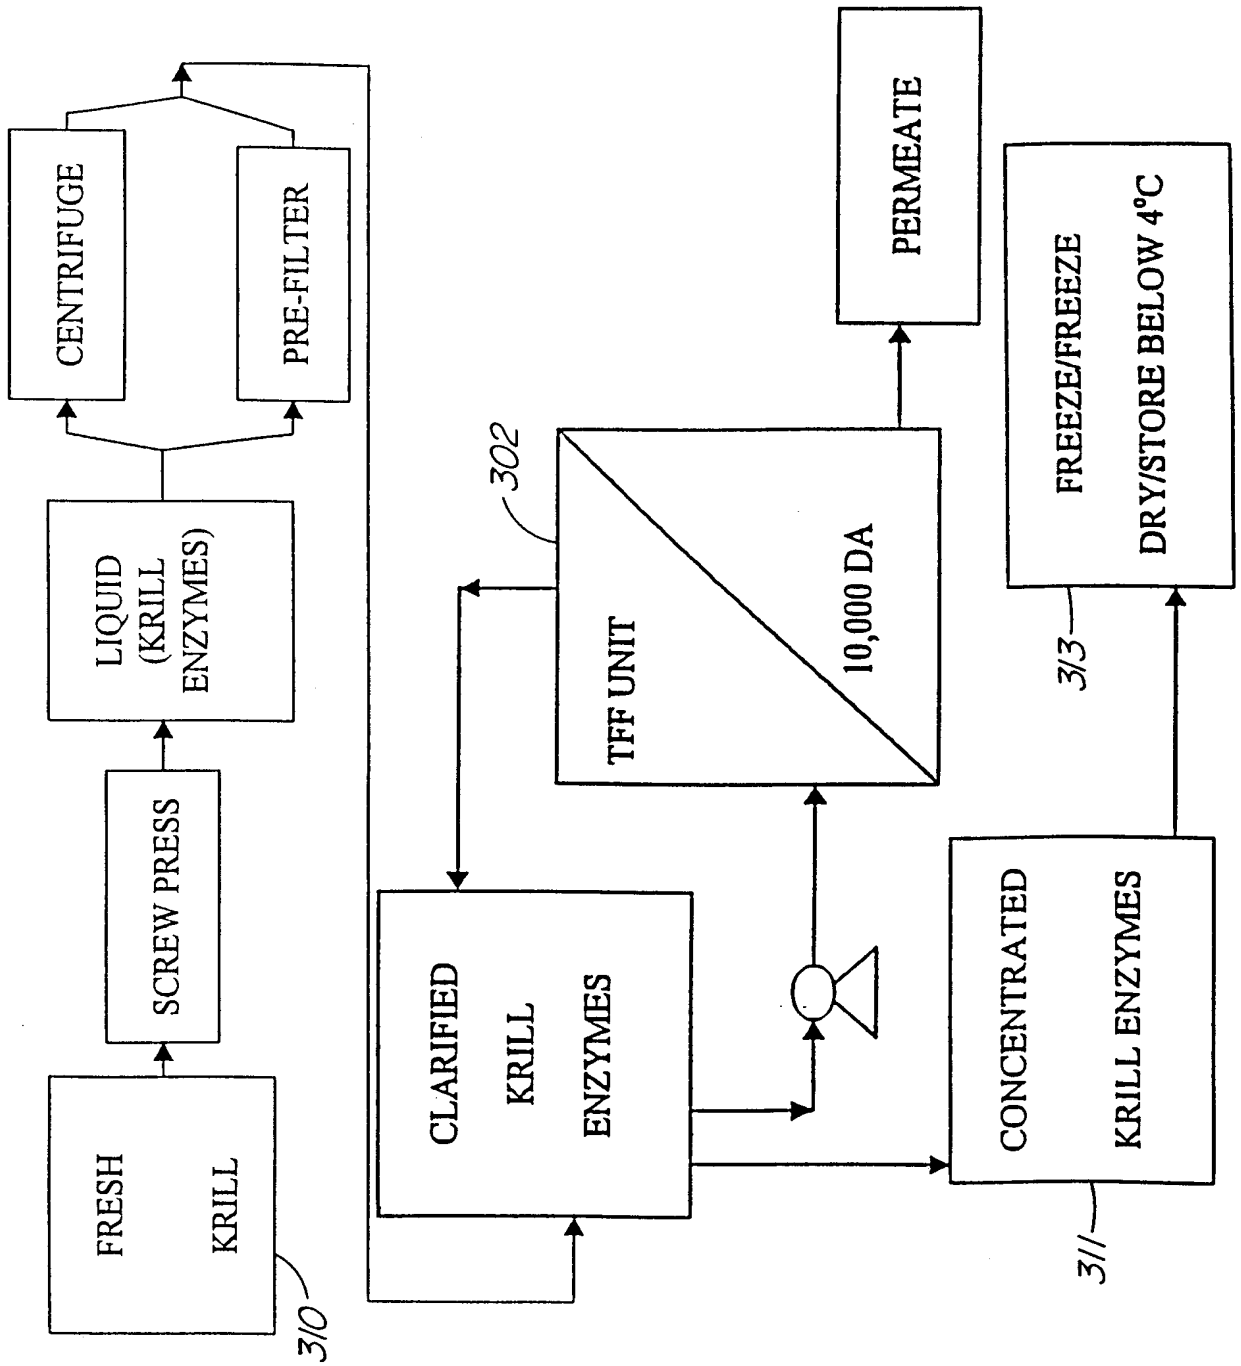 FRESH
KRILL
310
SCREW PRESS
LIQUID
(KRILL
ENZYMES)
CENTRIFUGE
PRE-FILTER
CLARIFIED
KRILL
ENZYMES
TFF UNIT
10,000 DA
302
PERMEATE
CONCENTRATED
KRILL ENZYMES
311
FREEZE/FREEZE
DRY/STORE BELOW 4°C
313